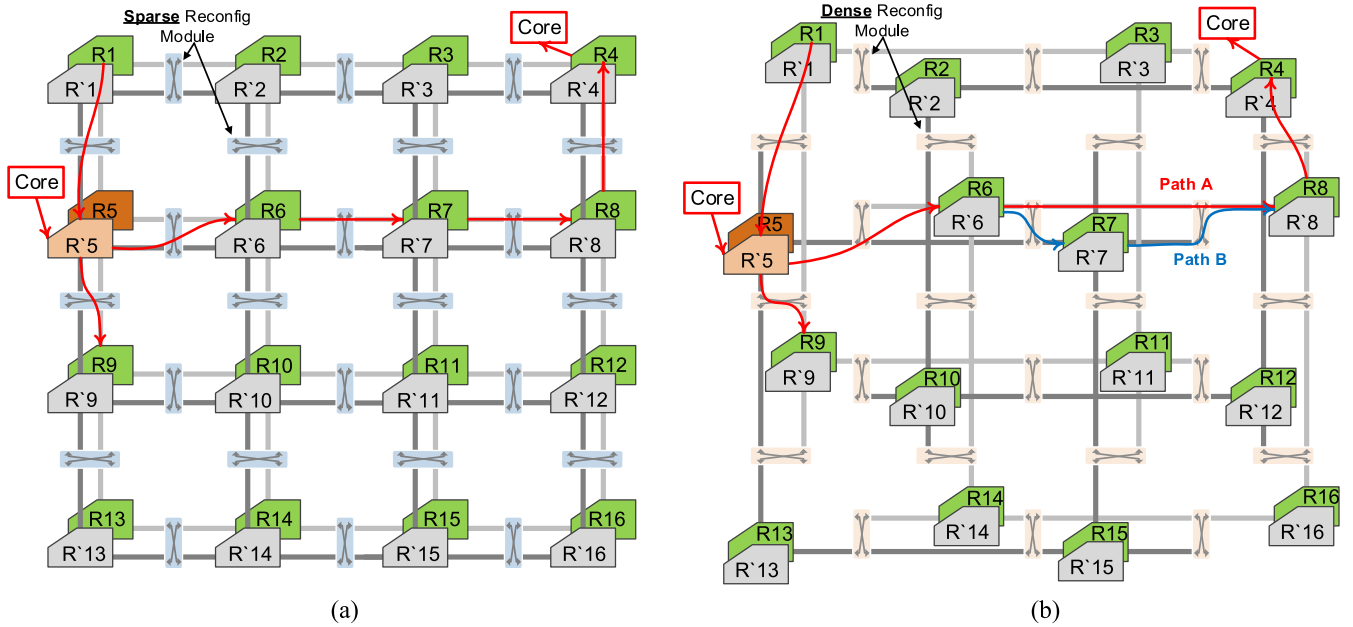 Sparse Reconfig
Module
Core
R1
R`1
R2
R`2
R3
R`3
R4
R`4
Core
R5
R`5
R6
R`6
R7
R`7
R8
R`8
R9
R`9
R10
R`10
R11
R`11
R12
R`12
R13
R`13
R14
R`14
R15
R`15
R16
R`16
(a)
Dense Reconfig
Module
Core
R1
R`1
R2
R`2
R3
R`3
R4
R`4
Core
R5
R`5
R6
R`6
Path A
R7
R`7
Path B
R8
R`8
R9
R`9
R10
R`10
R11
R`11
R12
R`12
R13
R`13
R14
R`14
R15
R`15
R16
R`16
(b)